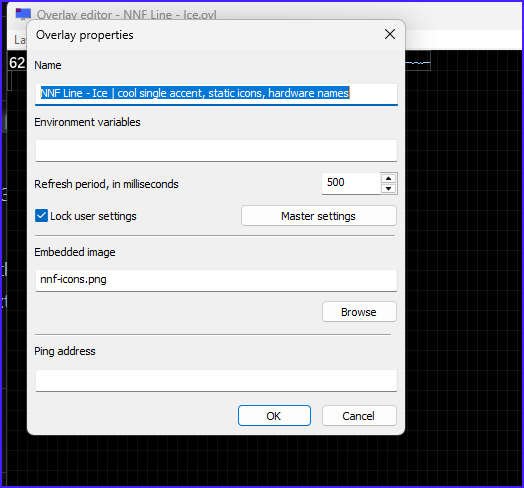 Overlay editor - NNF Line - Ice.ovl
La
62
Overlay properties
Name
NNF Line - Ice | cool single accent, static icons, hardware names
Environment variables
Refresh period, in milliseconds
500
Lock user settings
Master settings
Embedded image
nnf-icons.png
Browse
Ping address
OK
Cancel